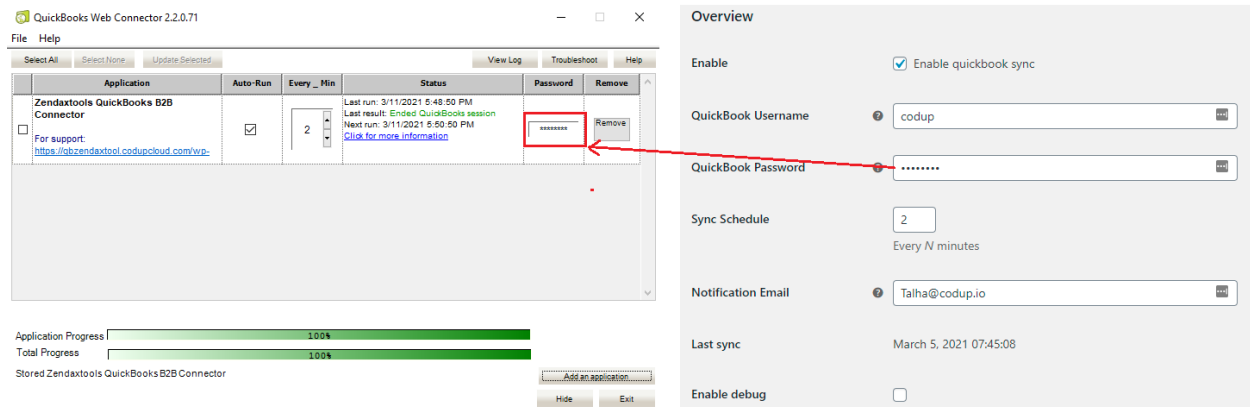 QuickBooks Web Connector 2.2.0.71
File Help
Select All Select None Update Selected View Log Troubleshoot Help
Application Auto-Run Every _ Min Status Password Remove
Zendaxtools QuickBooks B2B
Connector
For support:
https://qbzendaxtool.codupcloud.com/wp-
2
Last run: 3/11/2021 5:48:50 PM
Last result: Ended QuickBooks session
Next run: 3/11/2021 5:50:50 PM
Click for more information
********
Remove
Application Progress 100%
Total Progress 100%
Stored Zendaxtools QuickBooks B2B Connector
Add an application
Hide Exit
Overview
Enable Enable quickbook sync
QuickBook Username ? codup
QuickBook Password ? ••••••••
Sync Schedule 2
Every N minutes
Notification Email ? Talha@codup.io
Last sync March 5, 2021 07:45:08
Enable debug